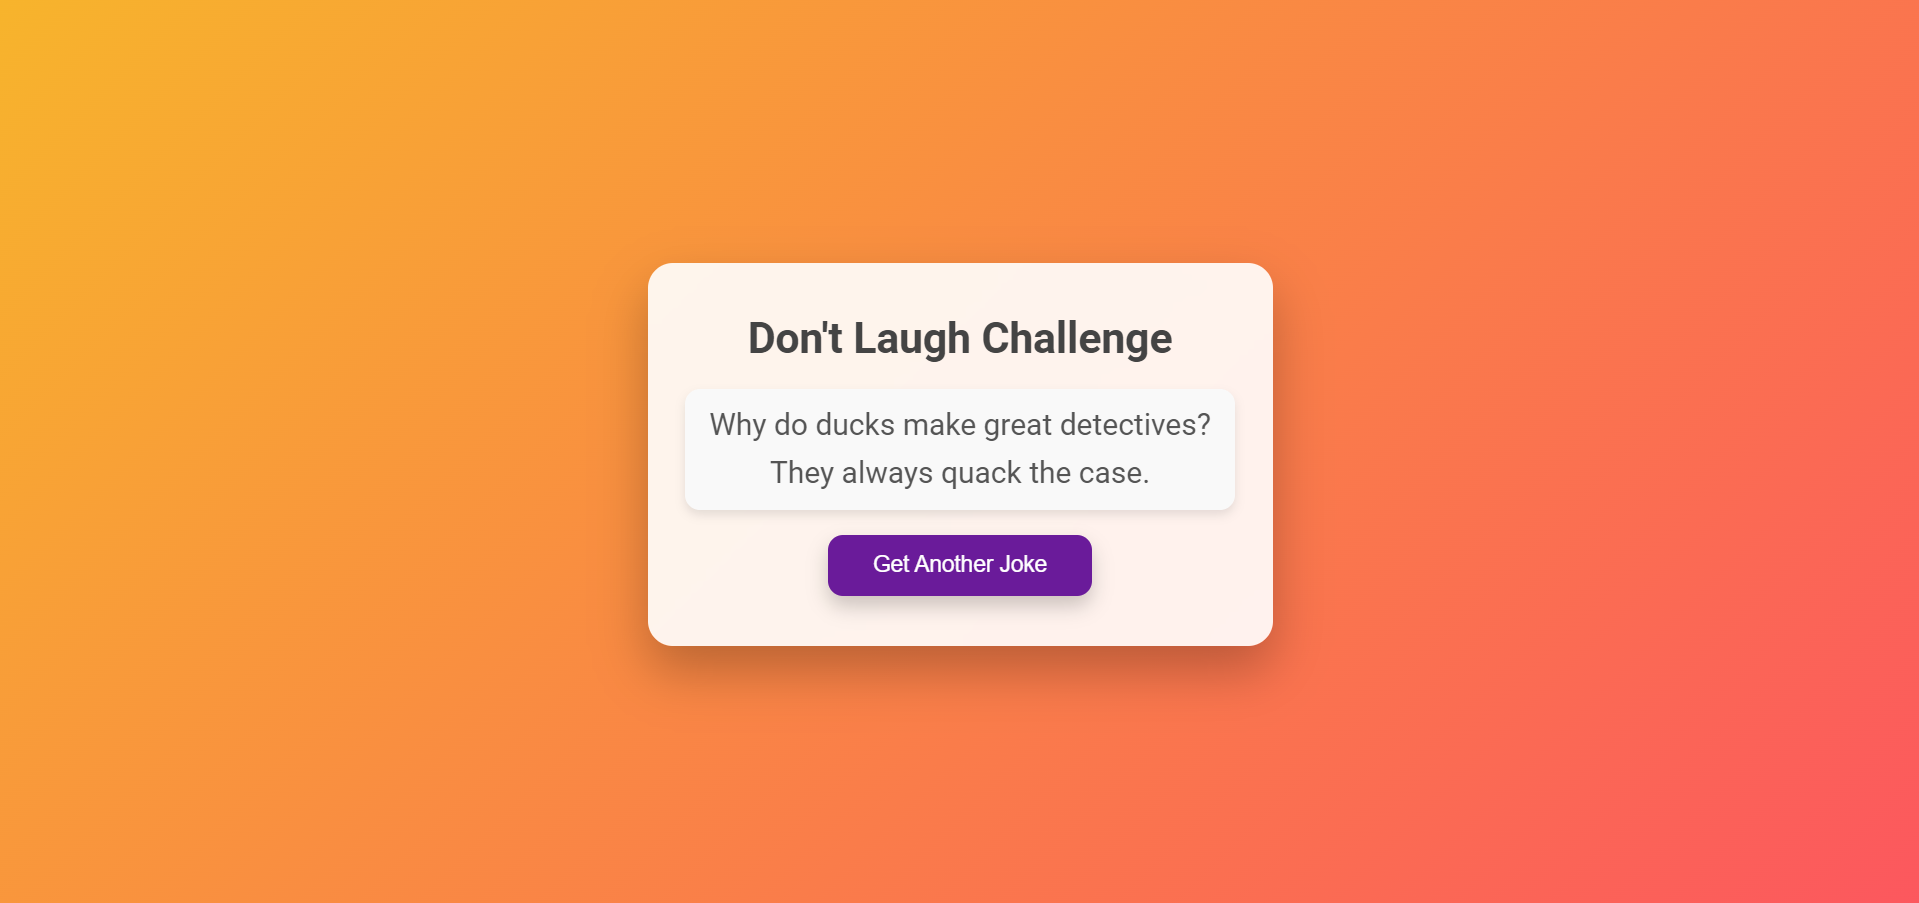 Don't Laugh Challenge
Why do ducks make great detectives?
They always quack the case.
Get Another Joke